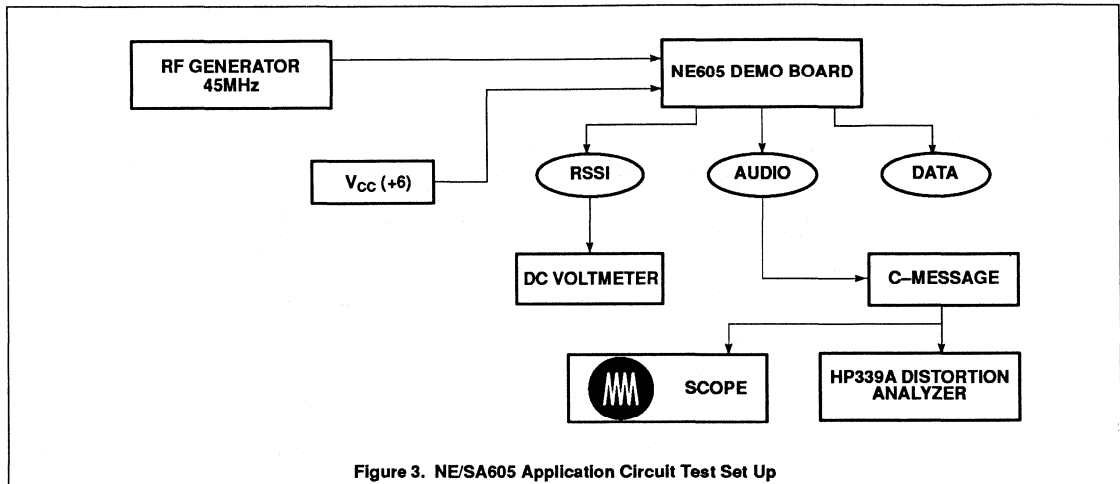 RF GENERATOR
45MHz
NE605 DEMO BOARD
VCC (+6)
RSSI
AUDIO
DATA
DC VOLTMETER
C–MESSAGE
SCOPE
HP339A DISTORTION
ANALYZER
Figure 3. NE/SA605 Application Circuit Test Set Up